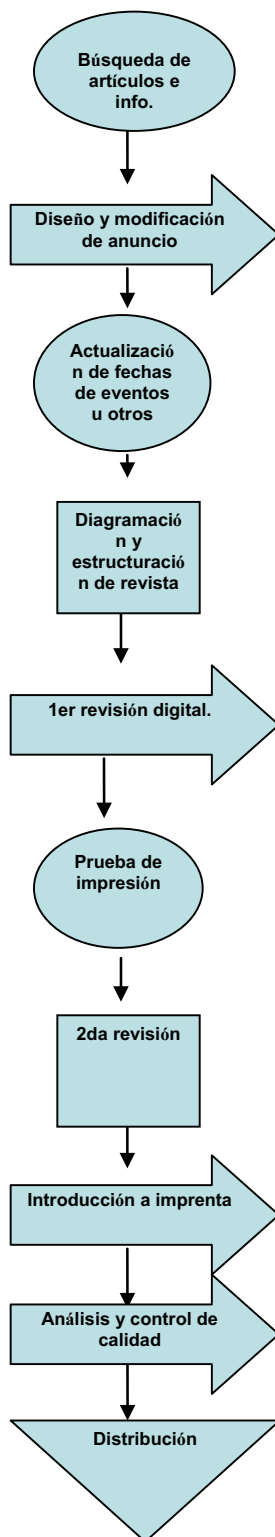 Búsqueda de
artículos e
info.
Diseño y modificación
de anuncio
Actualizació
n de fechas
de eventos
u otros
Diagramació
n y
estructuració
n de revista
1er revisión digital.
Prueba de
impresión
2da revisión
Introducción a imprenta
Análisis y control de
calidad
Distribución